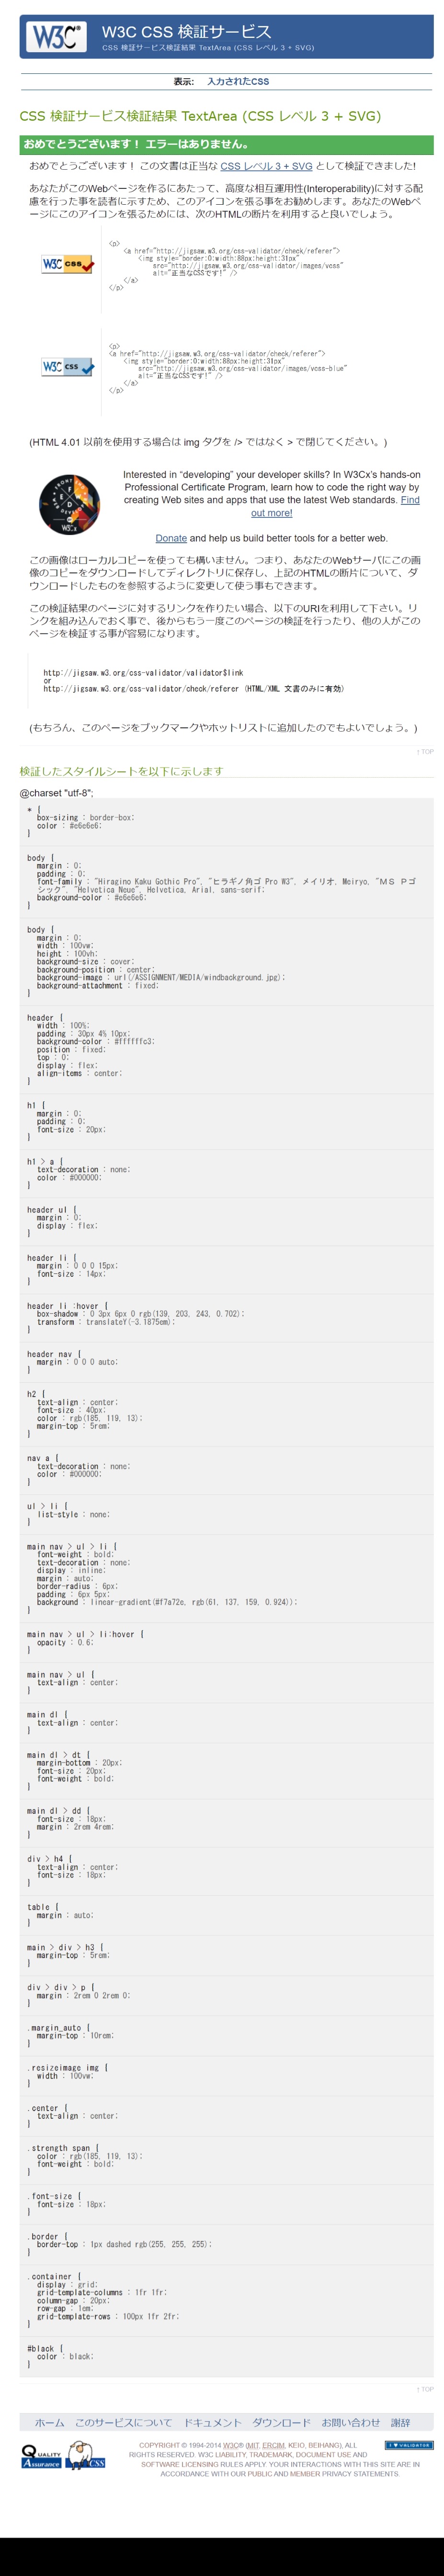 W3C® W3C CSS 検証サービス
CSS 検証サービス検証結果 TextArea (CSS レベル 3 + SVG)
表示: 入力されたCSS
CSS 検証サービス検証結果 TextArea (CSS レベル 3 + SVG)
おめでとうございます！ エラーはありません。
おめでとうございます！ この文書は正当な CSS レベル 3 + SVG として検証できました!
あなたがこのWebページを作るにあたって、高度な相互運用性(Interoperability)に対する配
慮を行った事を読者に示すため、このアイコンを張る事をお勧めします。あなたのWebペ
ージにこのアイコンを張るためには、次のHTMLの断片を利用すると良いでしょう。
<p>
<a href="http://jigsaw.w3.org/css-validator/check/referer">
<img style="border:0;width:88px;height:31px"
src="http://jigsaw.w3.org/css-validator/images/vcss"
alt="正当なCSSです!" />
</a>
</p>
W3C CSS
<p>
<a href="http://jigsaw.w3.org/css-validator/check/referer">
<img style="border:0;width:88px;height:31px"
src="http://jigsaw.w3.org/css-validator/images/vcss-blue"
alt="正当なCSSです!" />
</a>
</p>
W3C CSS
(HTML 4.01 以前を使用する場合は img タグを /> ではなく > で閉じてください。)
Interested in “developing” your developer skills? In W3Cx’s hands-on
Professional Certificate Program, learn how to code the right way by
creating Web sites and apps that use the latest Web standards. Find
out more!
Donate and help us build better tools for a better web.
この画像はローカルコピーを使っても構いません。つまり、あなたのWebサーバにこの画
像のコピーをダウンロードしてディレクトリに保存し、上記のHTMLの断片について、ダ
ウンロードしたものを参照するように変更して使う事もできます。
この検証結果のページに対するリンクを作りたい場合、以下のURIを利用して下さい。リ
ンクを組み込んでおく事で、後からもう一度このページの検証を行ったり、他の人がこの
ページを検証する事が容易になります。
http://jigsaw.w3.org/css-validator/validator$link
or
http://jigsaw.w3.org/css-validator/check/referer (HTML/XML 文書のみに有効)
(もちろん、このページをブックマークやホットリストに追加したのでもよいでしょう。)
↑ TOP
検証したスタイルシートを以下に示します
@charset "utf-8";
* {
box-sizing : border-box;
color : #e6e6e6;
}
body {
margin : 0;
padding : 0;
font-family : "Hiragino Kaku Gothic Pro", "ヒラギノ角ゴ Pro W3", メイリオ, Meiryo, "ＭＳ Ｐゴ
シック", "Helvetica Neue", Helvetica, Arial, sans-serif;
background-color : #e6e6e6;
}
body {
margin : 0;
width : 100vw;
height : 100vh;
background-size : cover;
background-position : center;
background-image : url(/ASSIGNMENT/MEDIA/windbackground.jpg);
background-attachment : fixed;
}
header {
width : 100%;
padding : 30px 4% 10px;
background-color : #ffffffc3;
position : fixed;
top : 0;
display : flex;
align-items : center;
}
h1 {
margin : 0;
padding : 0;
font-size : 20px;
}
h1 > a {
text-decoration : none;
color : #000000;
}
header ul {
margin : 0;
display : flex;
}
header li {
margin : 0 0 0 15px;
font-size : 14px;
}
header li :hover {
box-shadow : 0 3px 6px 0 rgb(139, 203, 243, 0.702);
transform : translateY(-3.1875em);
}
header nav {
margin : 0 0 0 auto;
}
h2 {
text-align : center;
font-size : 40px;
color : rgb(185, 119, 13);
margin-top : 5rem;
}
nav a {
text-decoration : none;
color : #000000;
}
ul > li {
list-style : none;
}
main nav > ul > li {
font-weight : bold;
text-decoration : none;
display : inline;
margin : auto;
border-radius : 6px;
padding : 6px 5px;
background : linear-gradient(#f7a72e, rgb(61, 137, 159, 0.924));
}
main nav > ul > li:hover {
opacity : 0.6;
}
main nav > ul {
text-align : center;
}
main dl {
text-align : center;
}
main dl > dt {
margin-bottom : 20px;
font-size : 20px;
font-weight : bold;
}
main dl > dd {
font-size : 18px;
margin : 2rem 4rem;
}
div > h4 {
text-align : center;
font-size : 18px;
}
table {
margin : auto;
}
main > div > h3 {
margin-top : 5rem;
}
div > div > p {
margin : 2rem 0 2rem 0;
}
.margin_auto {
margin-top : 10rem;
}
.resizeimage img {
width : 100vw;
}
.center {
text-align : center;
}
.strength span {
color : rgb(185, 119, 13);
font-weight : bold;
}
.font-size {
font-size : 18px;
}
.border {
border-top : 1px dashed rgb(255, 255, 255);
}
.container {
display : grid;
grid-template-columns : 1fr 1fr;
column-gap : 20px;
row-gap : 1em;
grid-template-rows : 100px 1fr 2fr;
}
#black {
color : black;
}
↑ TOP
ホーム このサービスについて ドキュメント ダウンロード お問い合わせ 謝辞
QUALITY Assurance CSS
COPYRIGHT © 1994-2014 W3C® (MIT, ERCIM, KEIO, BEIHANG), ALL
I ♥ VALIDATOR
RIGHTS RESERVED. W3C LIABILITY, TRADEMARK, DOCUMENT USE AND
SOFTWARE LICENSING RULES APPLY. YOUR INTERACTIONS WITH THIS SITE ARE IN
ACCORDANCE WITH OUR PUBLIC AND MEMBER PRIVACY STATEMENTS.